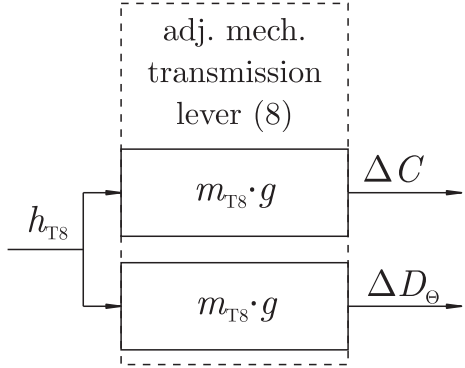 adj. mech.
transmission
lever (8)
m_T8·g
ΔC
h_T8
m_T8·g
ΔD_Θ